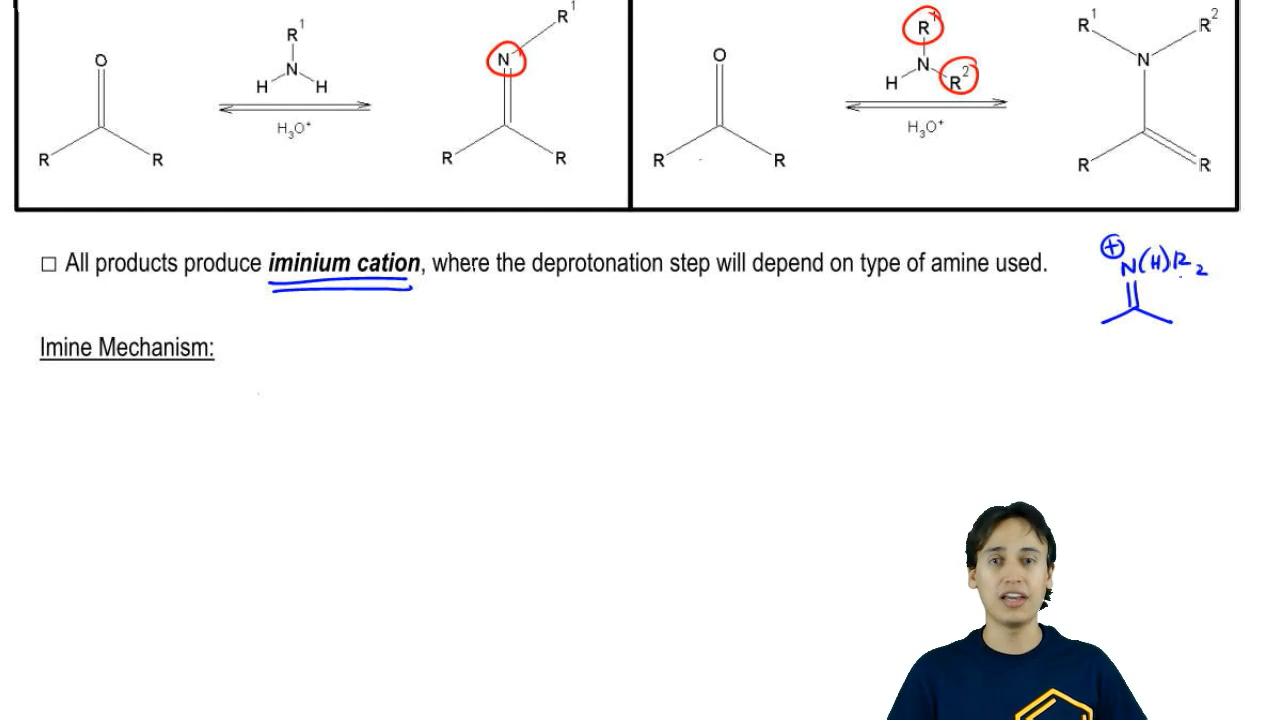 R¹
R¹ R¹ R¹ R²
O N O N N
N H R²
H H
H₃O⁺ H₃O⁺
R R R R R R R R
□ All products produce iminium cation, where the deprotonation step will depend on type of amine used.
⊕
N(H)R₂
Imine Mechanism: